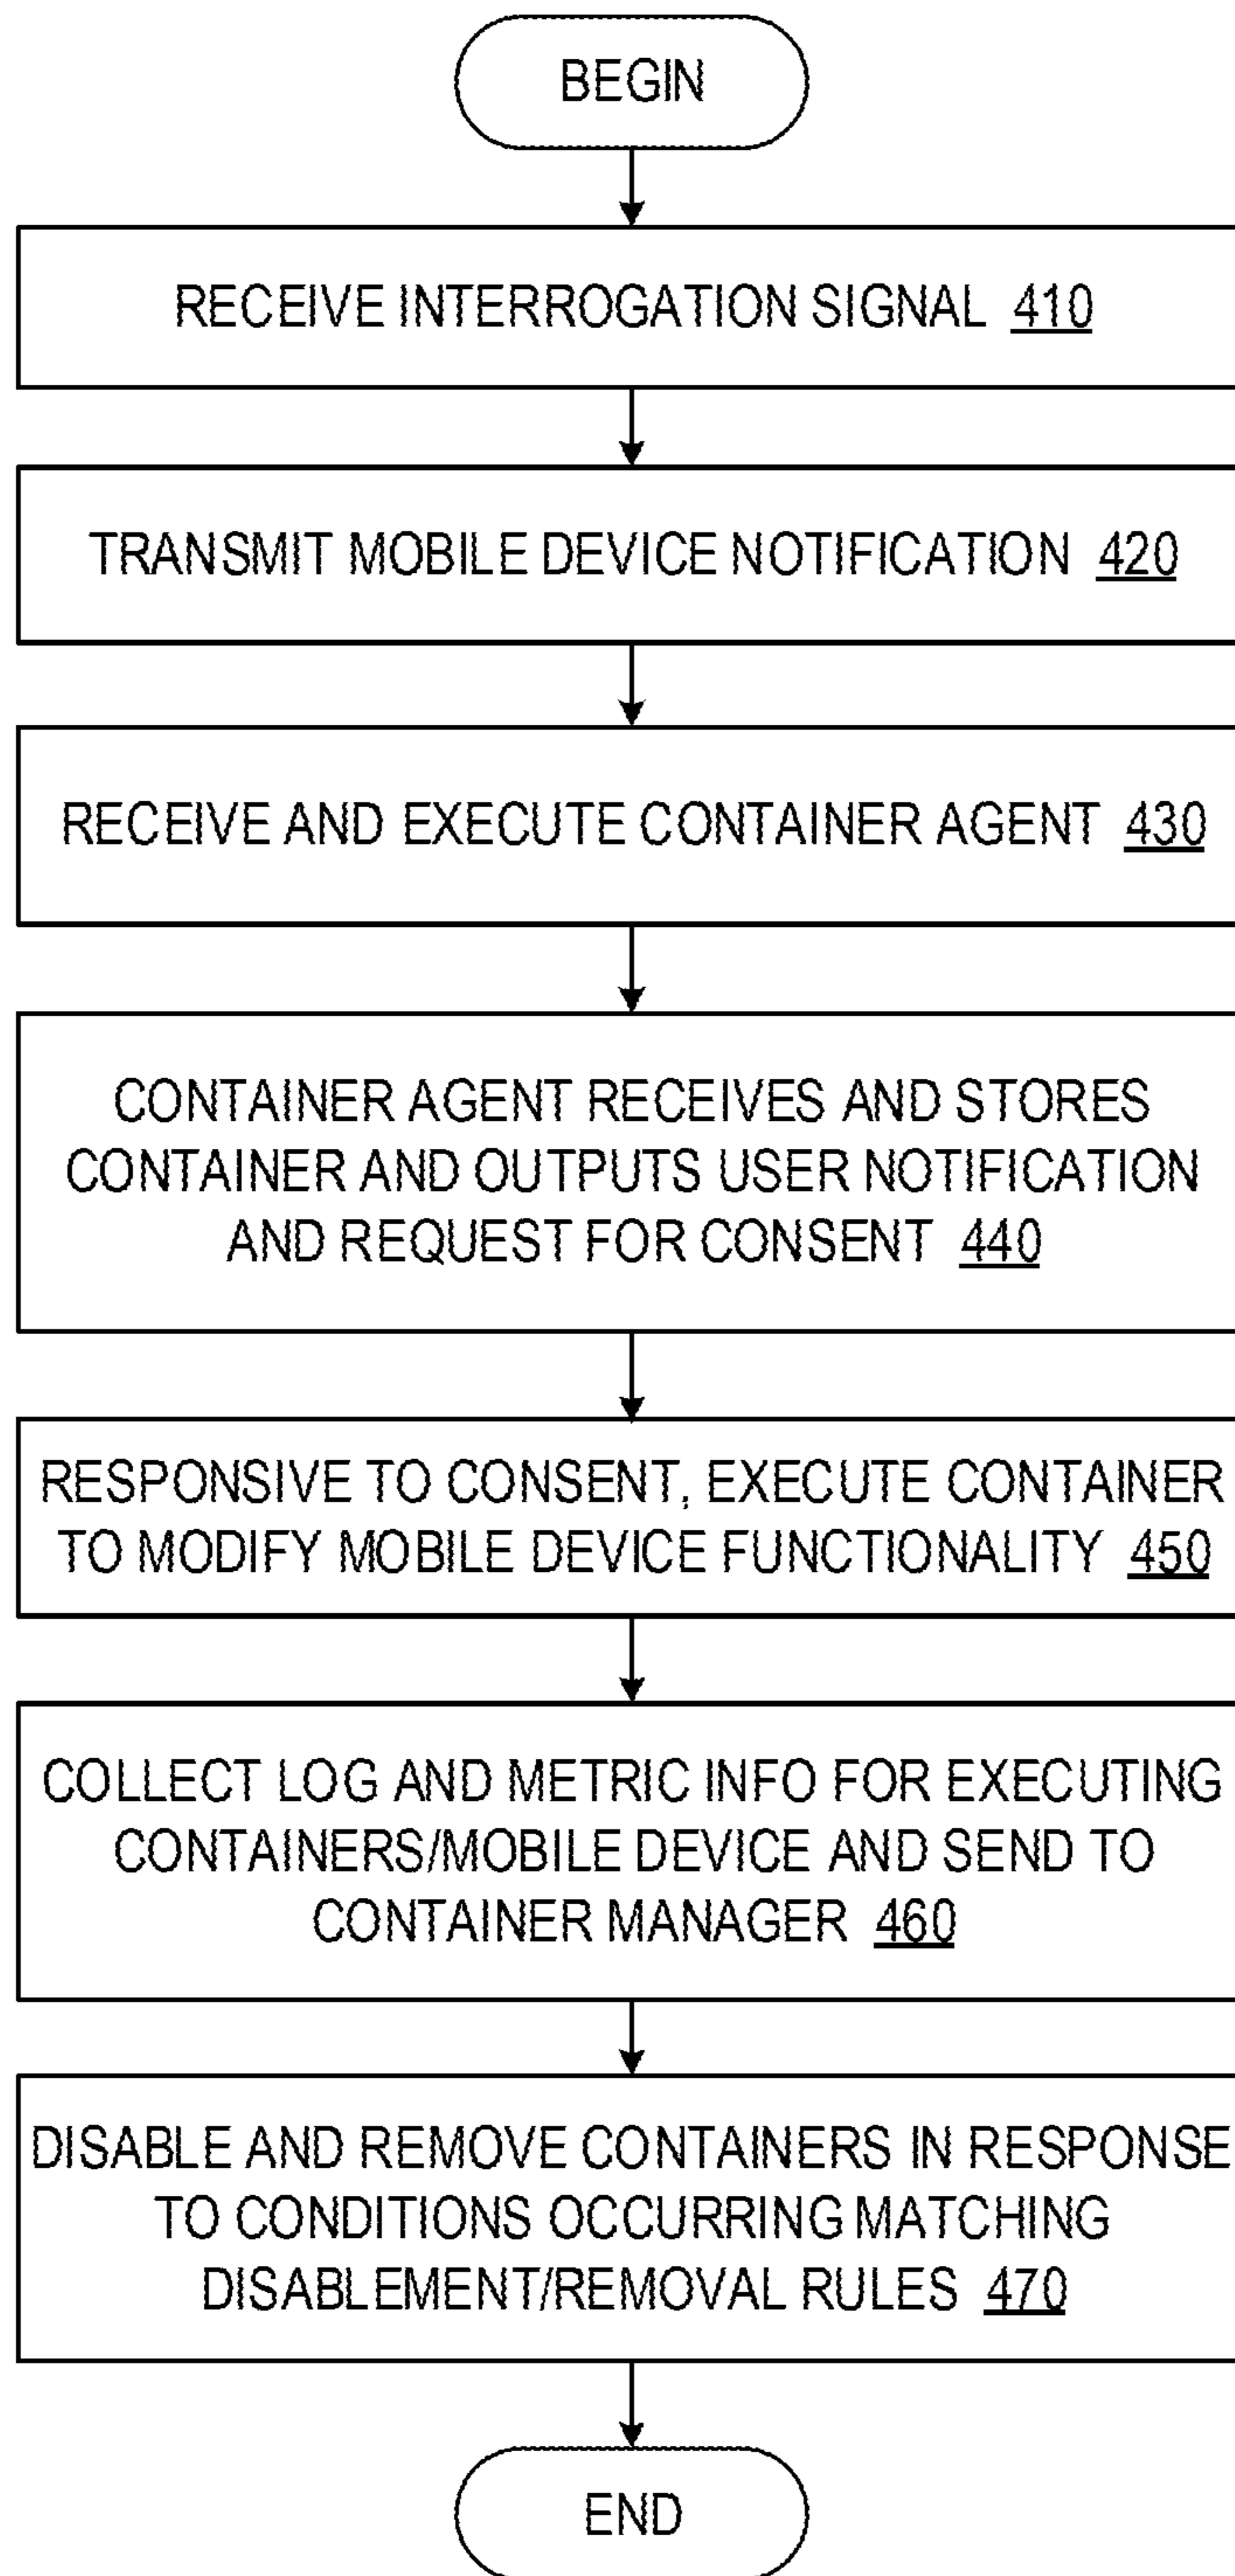 BEGIN
RECEIVE INTERROGATION SIGNAL 410
TRANSMIT MOBILE DEVICE NOTIFICATION 420
RECEIVE AND EXECUTE CONTAINER AGENT 430
CONTAINER AGENT RECEIVES AND STORES
CONTAINER AND OUTPUTS USER NOTIFICATION
AND REQUEST FOR CONSENT 440
RESPONSIVE TO CONSENT, EXECUTE CONTAINER
TO MODIFY MOBILE DEVICE FUNCTIONALITY 450
COLLECT LOG AND METRIC INFO FOR EXECUTING
CONTAINERS/MOBILE DEVICE AND SEND TO
CONTAINER MANAGER 460
DISABLE AND REMOVE CONTAINERS IN RESPONSE
TO CONDITIONS OCCURRING MATCHING
DISABLEMENT/REMOVAL RULES 470
END